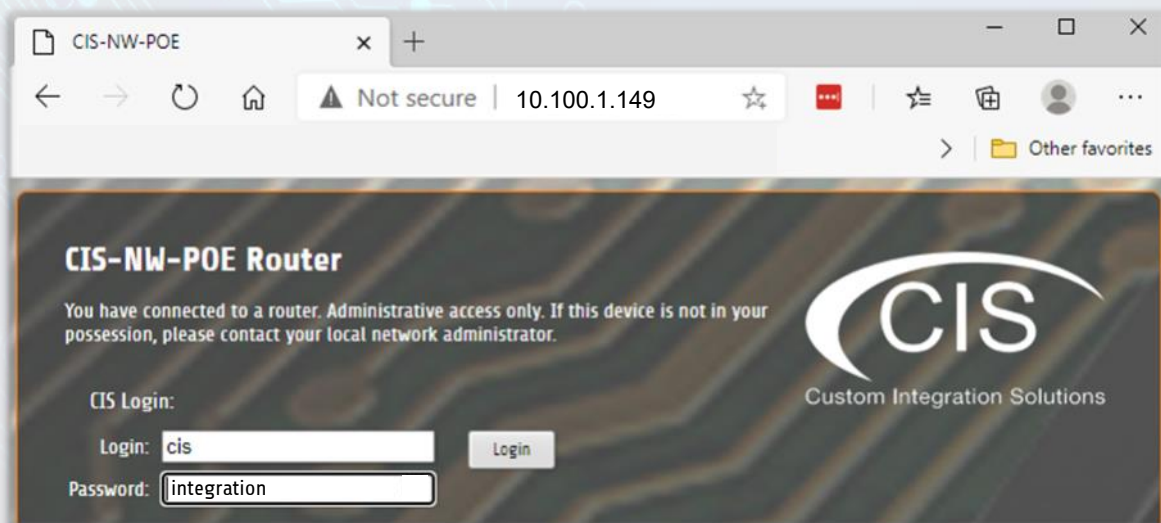 CIS-NW-POE
Not secure | 10.100.1.149
Other favorites
CIS-NW-POE Router
You have connected to a router. Administrative access only. If this device is not in your
possession, please contact your local network administrator.
CIS
Custom Integration Solutions
CIS Login:
Login: cis Login
Password: integration